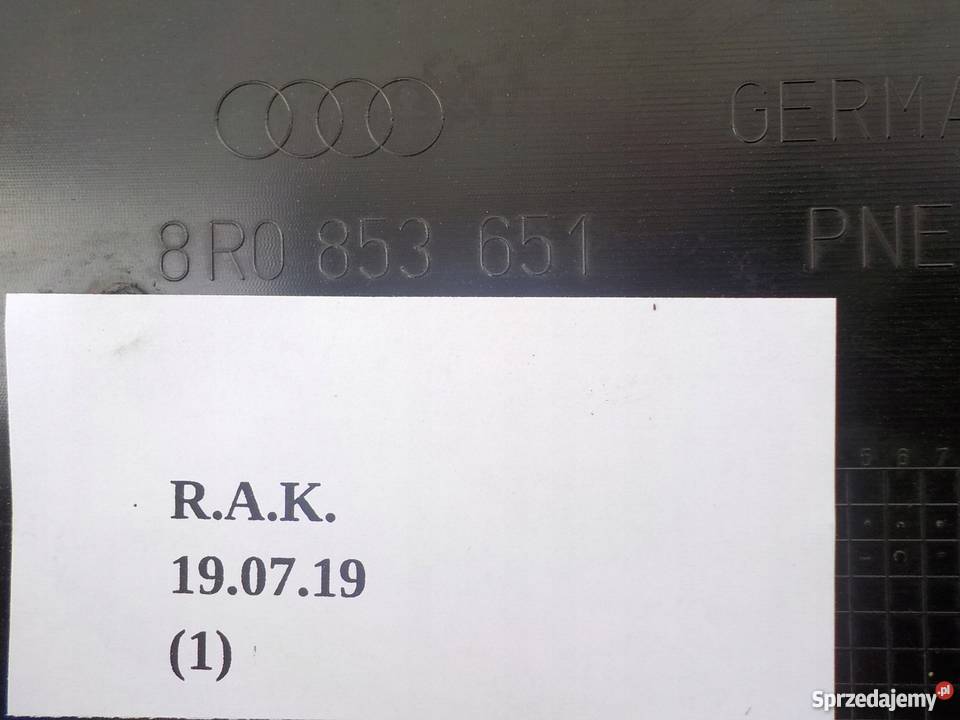 GERMA
8R0 853 651
PNE
5 6 7
R.A.K.
19.07.19
(1)
Sprzedajemy.pl